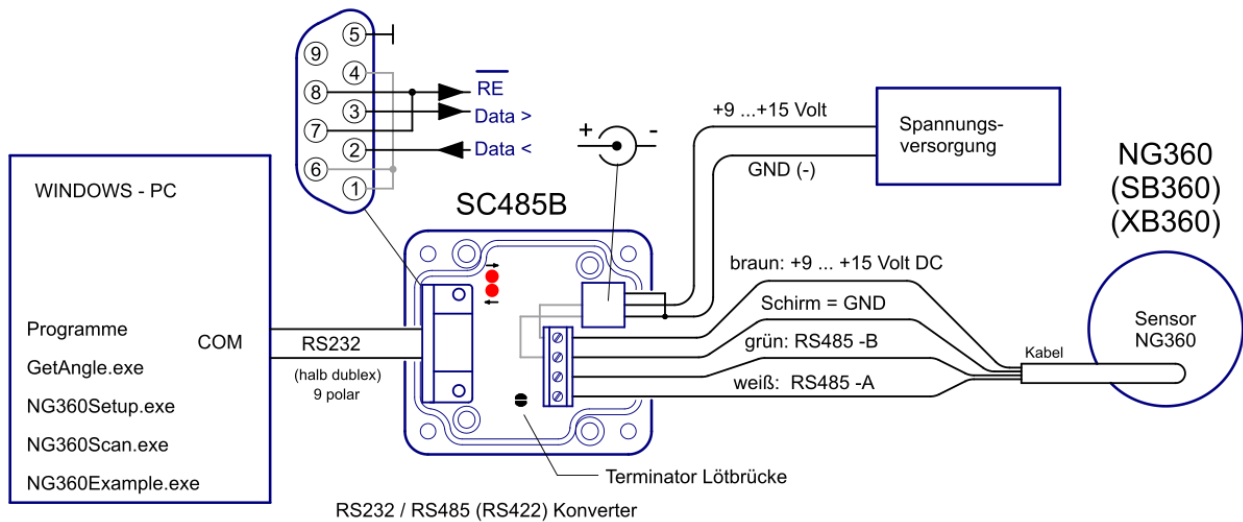 5
9
4
8
RE
3
Data >
7
2
Data <
6
1
+
-
+9 ...+15 Volt
GND (-)
Spannungs-
versorgung
NG360
(SB360)
(XB360)
WINDOWS - PC
SC485B
braun: +9 ... +15 Volt DC
Schirm = GND
grün: RS485 -B
weiß: RS485 -A
Kabel
Sensor
NG360
Programme
GetAngle.exe
NG360Setup.exe
NG360Scan.exe
NG360Example.exe
COM
RS232
(halb dublex)
9 polar
Terminator Lötbrücke
RS232 / RS485 (RS422) Konverter